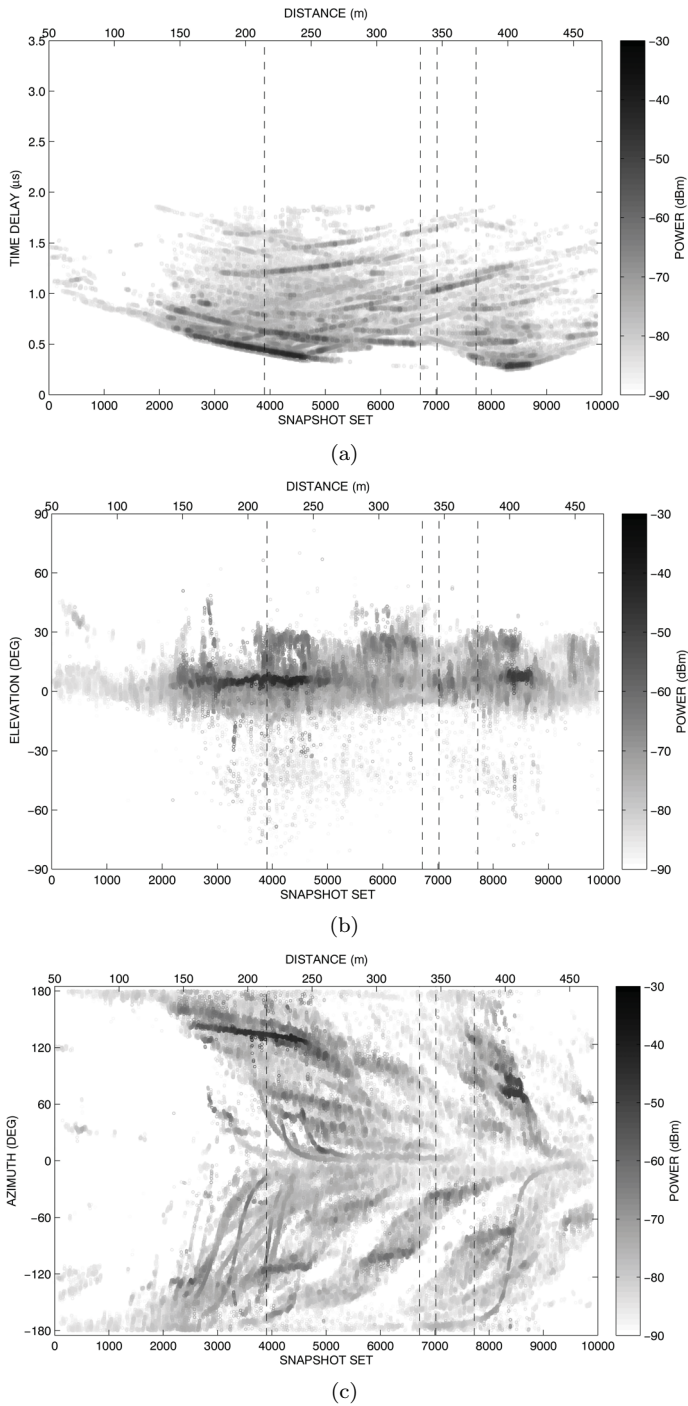 DISTANCE (m)
50 100 150 200 250 300 350 400 450
3.5
3.0
2.5
2.0
1.5
1.0
0.5
0
TIME DELAY (μs)
0 1000 2000 3000 4000 5000 6000 7000 8000 9000 10000
SNAPSHOT SET
−30
−40
−50
−60
−70
−80
−90
POWER (dBm)
(a)
DISTANCE (m)
50 100 150 200 250 300 350 400 450
90
60
30
0
−30
−60
−90
ELEVATION (DEG)
0 1000 2000 3000 4000 5000 6000 7000 8000 9000 10000
SNAPSHOT SET
−30
−40
−50
−60
−70
−80
−90
POWER (dBm)
(b)
DISTANCE (m)
50 100 150 200 250 300 350 400 450
180
120
60
0
−60
−120
−180
AZIMUTH (DEG)
0 1000 2000 3000 4000 5000 6000 7000 8000 9000 10000
SNAPSHOT SET
−30
−40
−50
−60
−70
−80
−90
POWER (dBm)
(c)